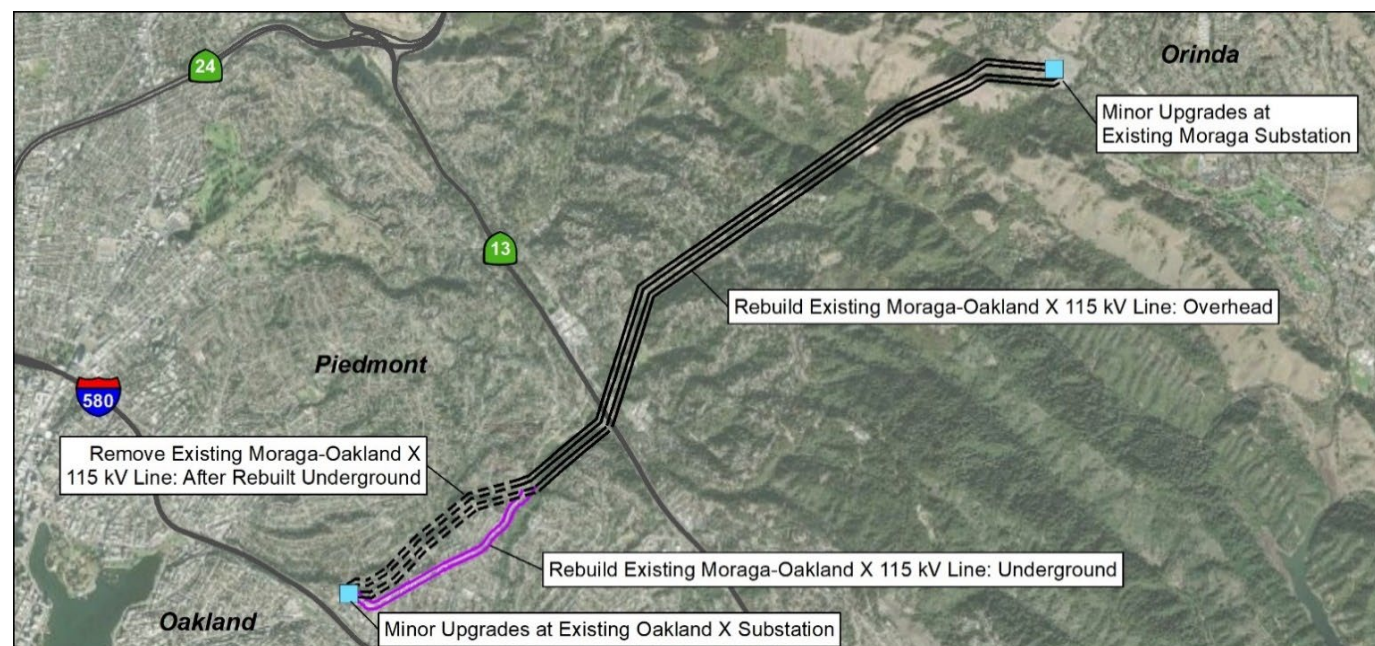 Orinda
24
Minor Upgrades at
Existing Moraga Substation
13
Rebuild Existing Moraga-Oakland X 115 kV Line: Overhead
Piedmont
580
Remove Existing Moraga-Oakland X
115 kV Line: After Rebuilt Underground
Rebuild Existing Moraga-Oakland X 115 kV Line: Underground
Oakland
Minor Upgrades at Existing Oakland X Substation